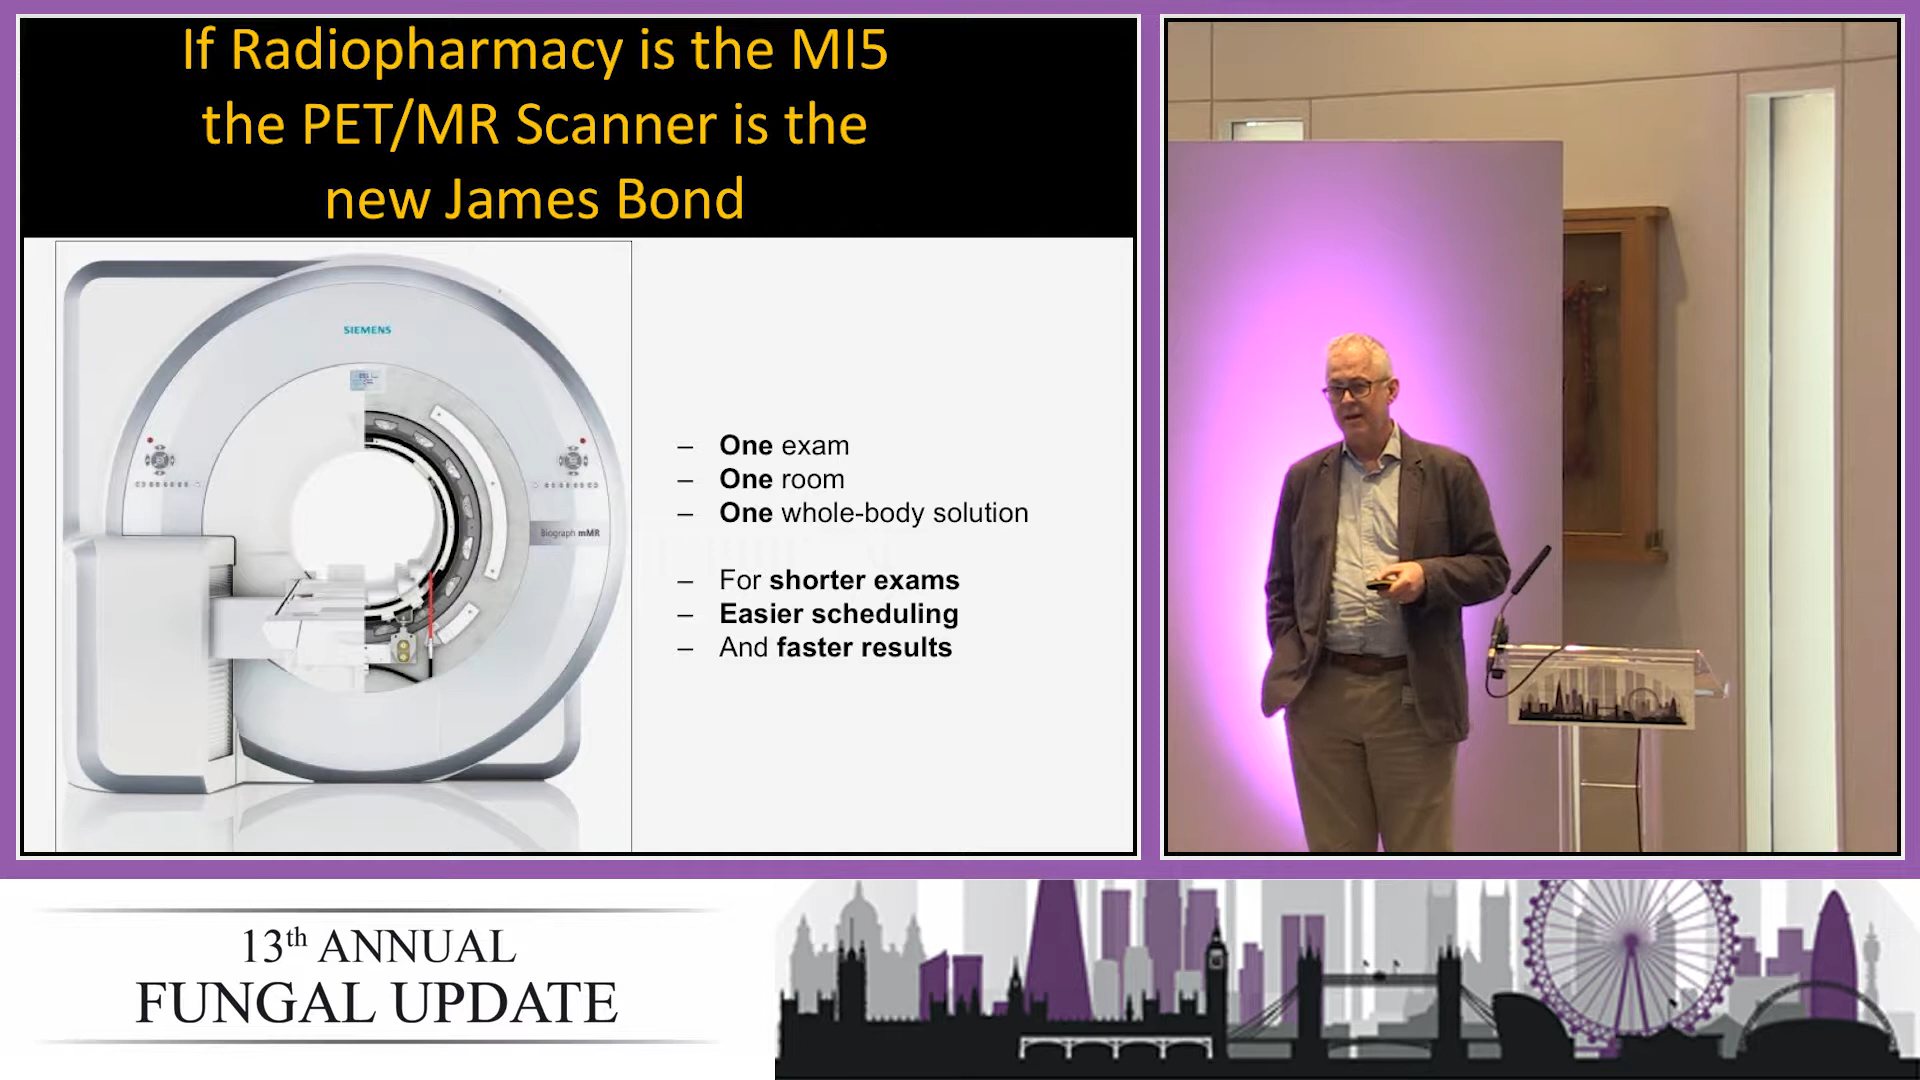 If Radiopharmacy is the MI5
the PET/MR Scanner is the
new James Bond
SIEMENS
Biograph mMR
– One exam
– One room
– One whole-body solution
– For shorter exams
– Easier scheduling
– And faster results
13th ANNUAL
FUNGAL UPDATE